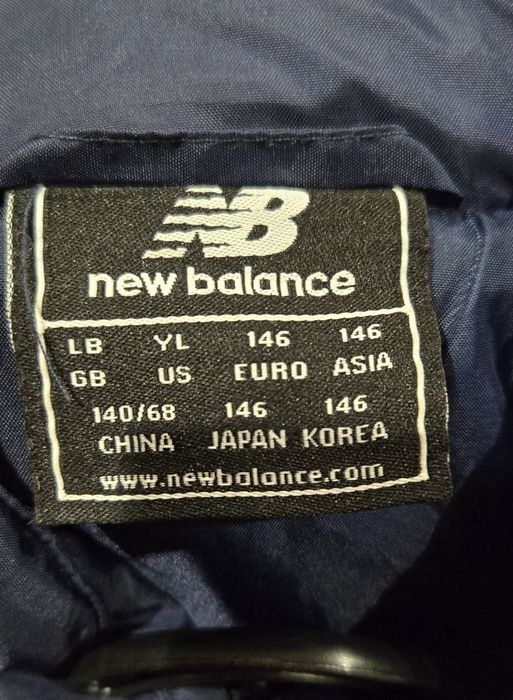 NB
new balance
LB YL 146 146
GB US EURO ASIA
140/68 146 146
CHINA JAPAN KOREA
www.newbalance.com